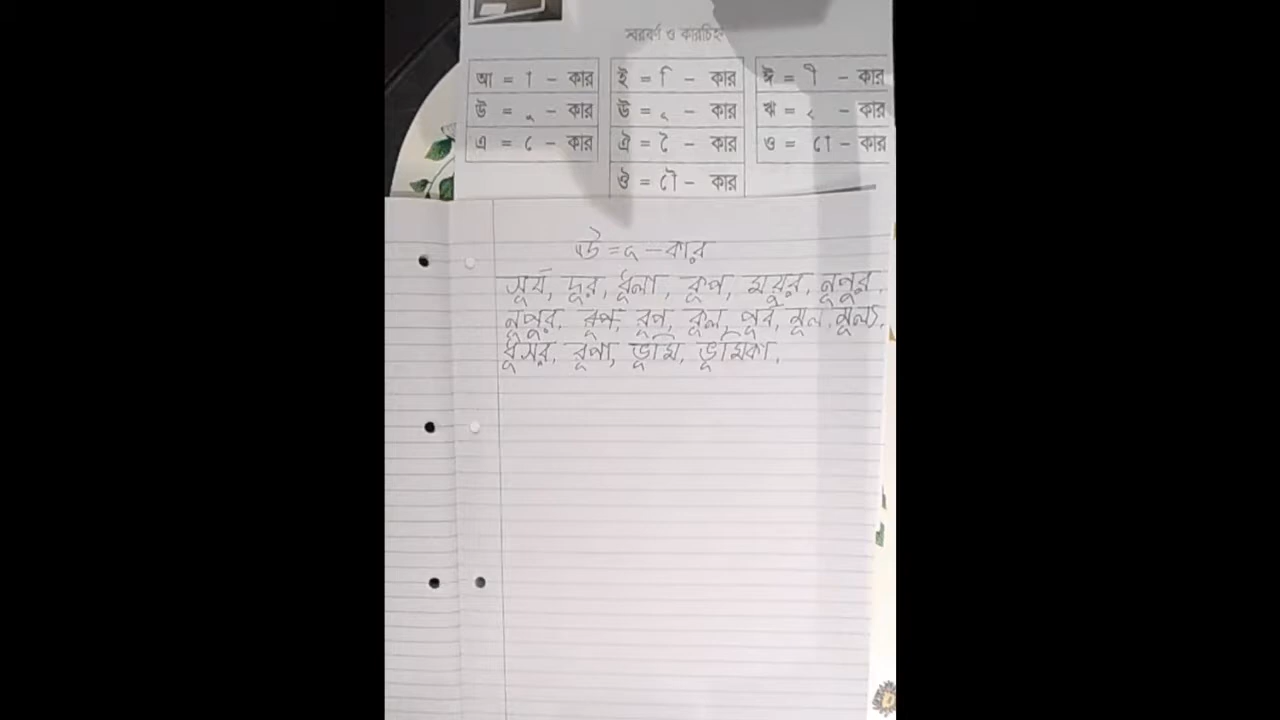 স্বরবর্ণ ও কারচিহ্ন
আ = া - কার ই = ি - কার ঈ = ী - কার
উ = ু - কার ঊ = ূ - কার ঋ = ৃ - কার
এ = ে - কার ঐ = ৈ - কার ও = ো - কার
ঔ = ৌ - কার
ঊ = ূ - কার
সূর্য, দূর, ধূলা, কূপ, ময়ূর, নূপুর,
নূপুর, রূপ, রূপ, কূল, পূর্ব, মূল, মূল্য,
ধূসর, রূপা, ভূমি, ভূমিকা,